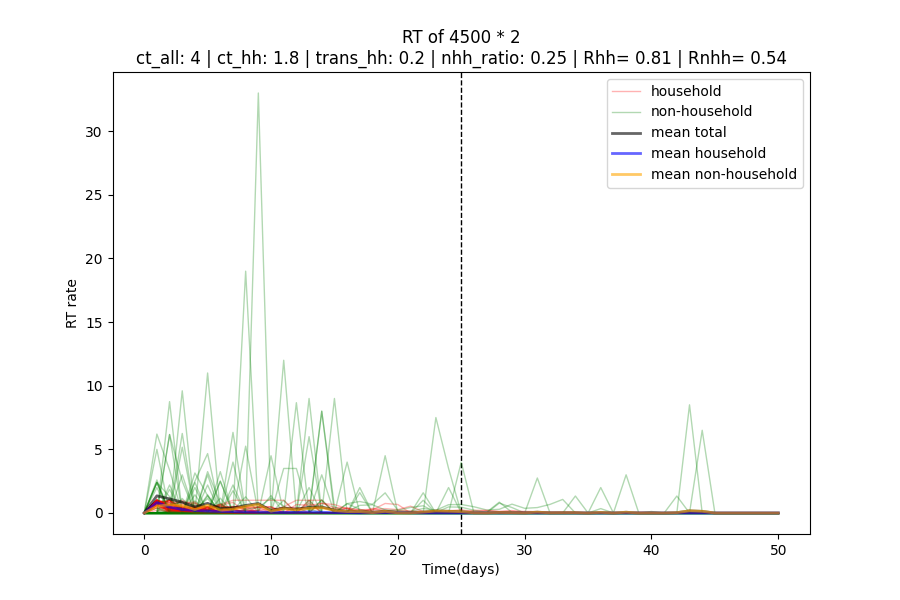 RT of 4500 * 2
ct_all: 4 | ct_hh: 1.8 | trans_hh: 0.2 | nhh_ratio: 0.25 | Rhh= 0.81 | Rnhh= 0.54
household
non-household
mean total
mean household
mean non-household
30
25
20
15
10
5
0
RT rate
0 10 20 30 40 50
Time(days)